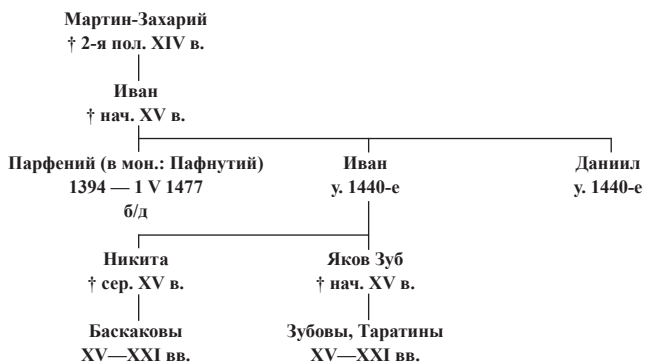 Мартин-Захарий
† 2-я пол. XIV в.
Иван
† нач. XV в.
Парфений (в мон.: Пафнутий)
1394 — 1 V 1477
б/д
Иван
у. 1440-е
Даниил
у. 1440-е
Никита
† сер. XV в.
Яков Зуб
† нач. XV в.
Баскаковы
XV—XXI вв.
Зубовы, Таратины
XV—XXI вв.